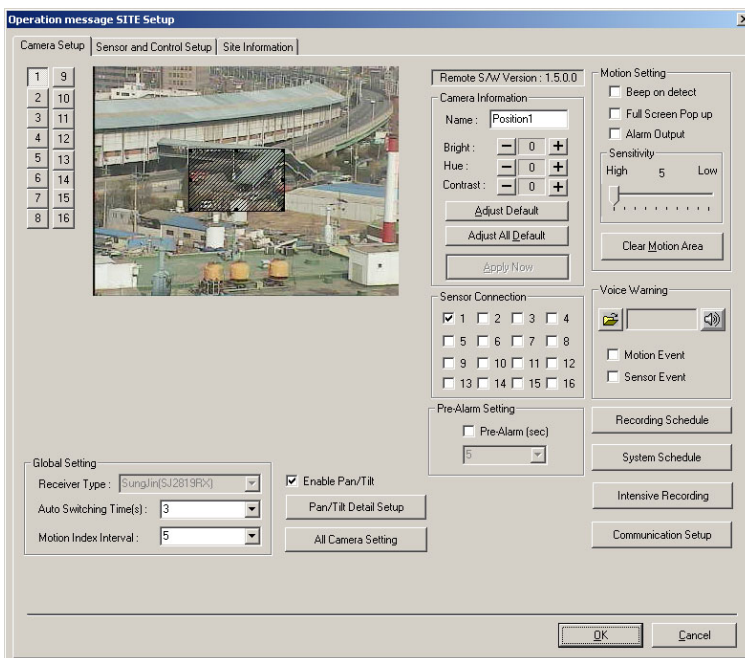 Operation message SITE Setup
Camera Setup
Sensor and Control Setup
Site Information
1 9
2 10
3 11
4 12
5 13
6 14
7 15
8 16
Remote S/W Version : 1.5.0.0
Camera Information
Name : Position1
Bright : 0
Hue : 0
Contrast : 0
Adjust Default
Adjust All Default
Apply Now
Sensor Connection
1 2 3 4
5 6 7 8
9 10 11 12
13 14 15 16
Pre-Alarm Setting
Pre-Alarm (sec)
5
Motion Setting
Beep on detect
Full Screen Pop up
Alarm Output
Sensitivity
High 5 Low
Clear Motion Area
Voice Warning
Motion Event
Sensor Event
Recording Schedule
System Schedule
Intensive Recording
Communication Setup
Global Setting
Receiver Type : SungJin(SJ2819RX)
Auto Switching Time(s) : 3
Motion Index Interval : 5
Enable Pan/Tilt
Pan/Tilt Detail Setup
All Camera Setting
OK
Cancel